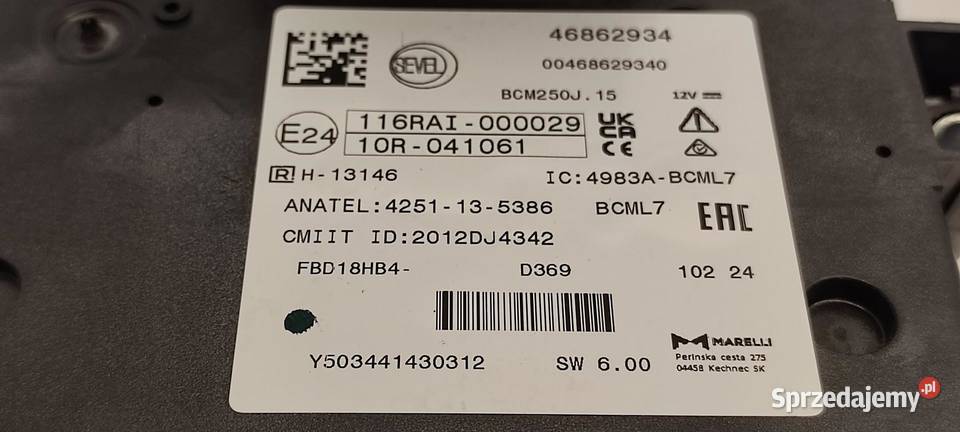 46862934
SEVEL
00468629340
BCM250J.15 12V
E24
116RAI-000029
10R-041061
UK
CA
CE
R H-13146 IC:4983A-BCML7
ANATEL:4251-13-5386 BCML7 EAC
CMIIT ID:2012DJ4342
FBD18HB4- D369 102 24
MARELLI
Perinska cesta 275
04458 Kechnec SK
Y503441430312 SW 6.00
Sprzedajemy.pl